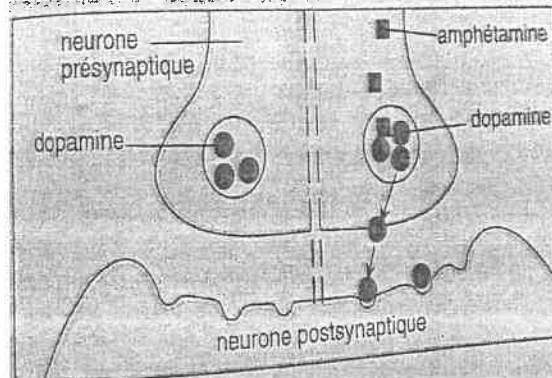 neurone
présynaptique
amphétamine
dopamine
dopamine
neurone postsynaptique